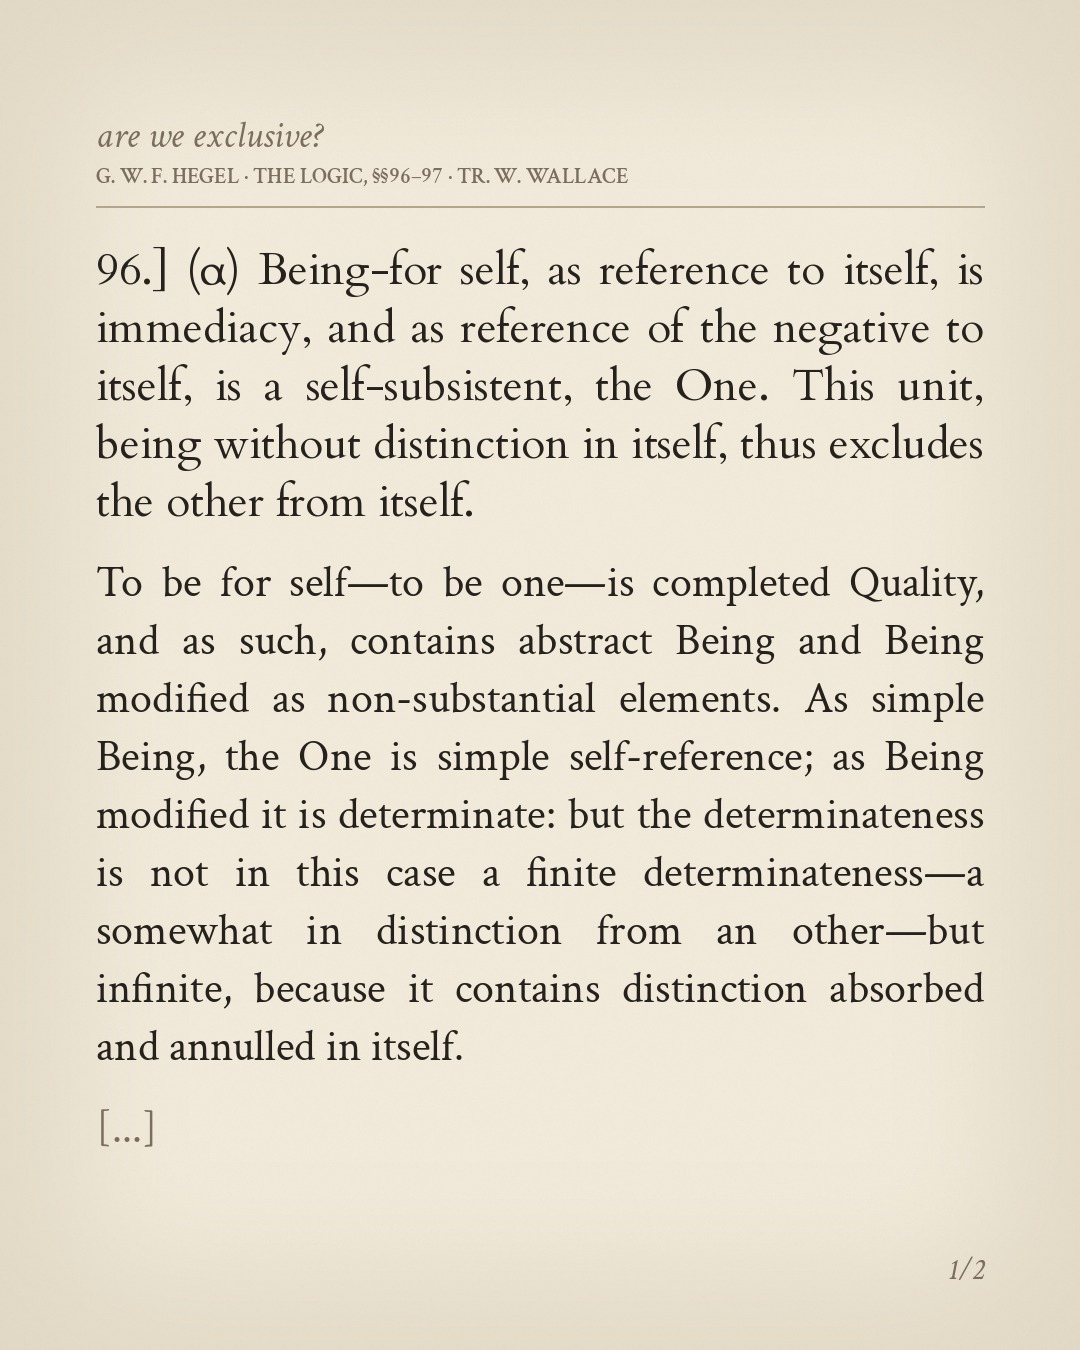 are we exclusive?
G. W. F. HEGEL · THE LOGIC, §§96–97 · TR. W. WALLACE
96.] (α) Being-for self, as reference to itself, is
immediacy, and as reference of the negative to
itself, is a self-subsistent, the One. This unit,
being without distinction in itself, thus excludes
the other from itself.
To be for self—to be one—is completed Quality,
and as such, contains abstract Being and Being
modified as non-substantial elements. As simple
Being, the One is simple self-reference; as Being
modified it is determinate: but the determinateness
is not in this case a finite determinateness—a
somewhat in distinction from an other—but
infinite, because it contains distinction absorbed
and annulled in itself.
[...]
1/2